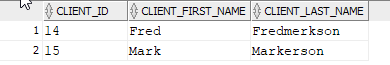 CLIENT_ID CLIENT_FIRST_NAME CLIENT_LAST_NAME
1 14 Fred Fredmerkson
2 15 Mark Markerson